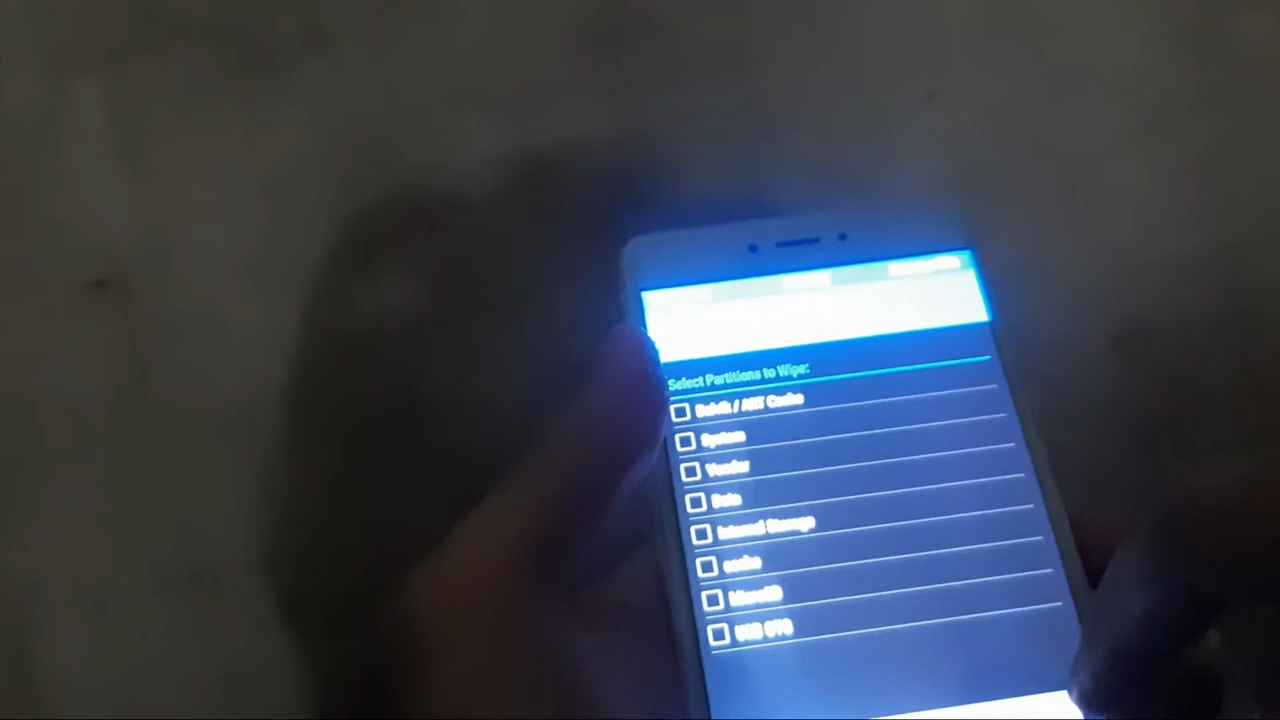 Select Partitions to Wipe:
Dalvik / ART Cache
System
Vendor
Data
Internal Storage
cache
MicroSD
USB OTG